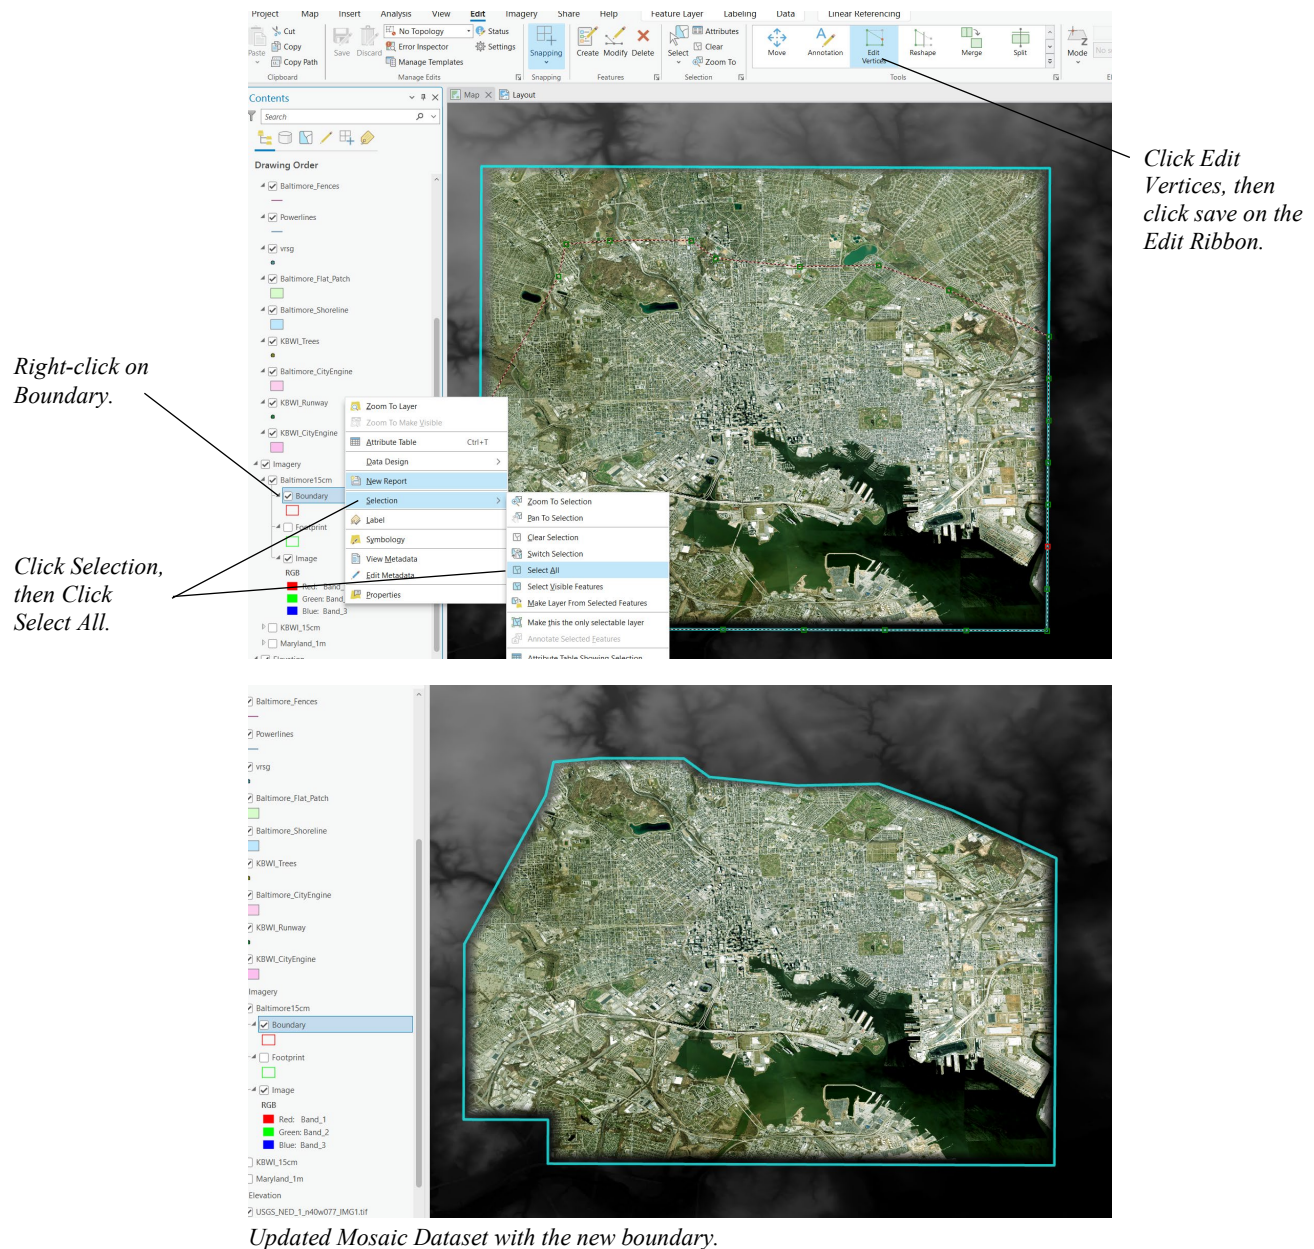 Project Map Insert Analysis View Edit Imagery Share Help Feature Layer Labeling Data Linear Referencing
Cut No Topology Status Attributes
Copy Error Inspector Settings Clear
Paste Copy Path Save Discard Manage Templates Snapping Create Modify Delete Select Zoom To Move Annotation Edit Vertices Reshape Merge Split Mode
Clipboard Manage Edits Snapping Features Selection Tools
Contents
Map Layout
Search
Drawing Order
Baltimore_Fences
Powerlines
vrsg
Baltimore_Flat_Patch
Baltimore_Shoreline
KBWI_Trees
Baltimore_CityEngine
KBWI_Runway
KBWI_CityEngine
Imagery
Baltimore15cm
Boundary
Footprint
Image
RGB
Red: Band_
Green: Band_
Blue: Band_3
KBWI_15cm
Maryland_1m
Elevation
Zoom To Layer
Zoom To Make Visible
Attribute Table Ctrl+T
Data Design
New Report
Selection
Label
Symbology
View Metadata
Edit Metadata
Properties
Zoom To Selection
Pan To Selection
Clear Selection
Switch Selection
Select All
Select Visible Features
Make Layer From Selected Features
Make this the only selectable layer
Annotate Selected Features
Attribute Table Showing Selection
Click Edit
Vertices, then
click save on the
Edit Ribbon.
Right-click on
Boundary.
Click Selection,
then Click
Select All.
Baltimore_Fences
Powerlines
vrsg
Baltimore_Flat_Patch
Baltimore_Shoreline
KBWI_Trees
Baltimore_CityEngine
KBWI_Runway
KBWI_CityEngine
Imagery
Baltimore15cm
Boundary
Footprint
Image
RGB
Red: Band_1
Green: Band_2
Blue: Band_3
KBWI_15cm
Maryland_1m
Elevation
USGS_NED_1_n40w077_IMG1.tif
Updated Mosaic Dataset with the new boundary.